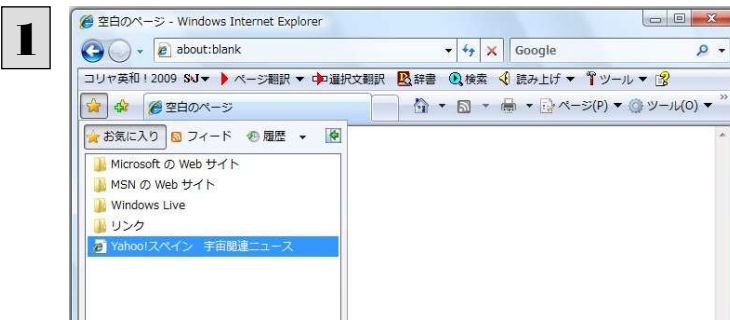 1
空白のページ - Windows Internet Explorer
about:blank
Google
コリャ英和!2009 ページ翻訳 選択文翻訳 辞書 検索 読み上げ ツール
空白のページ
ページ(P) ツール(O) »
お気に入り フィード 履歴
Microsoft の Web サイト
MSN の Web サイト
Windows Live
リンク
Yahoo!スペイン 宇宙関連ニュース